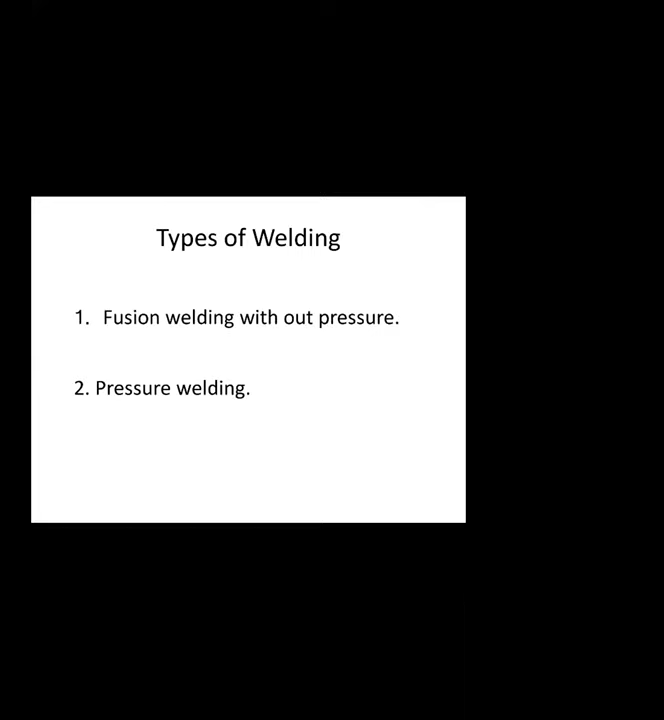 Types of Welding
1. Fusion welding with out pressure.
2. Pressure welding.